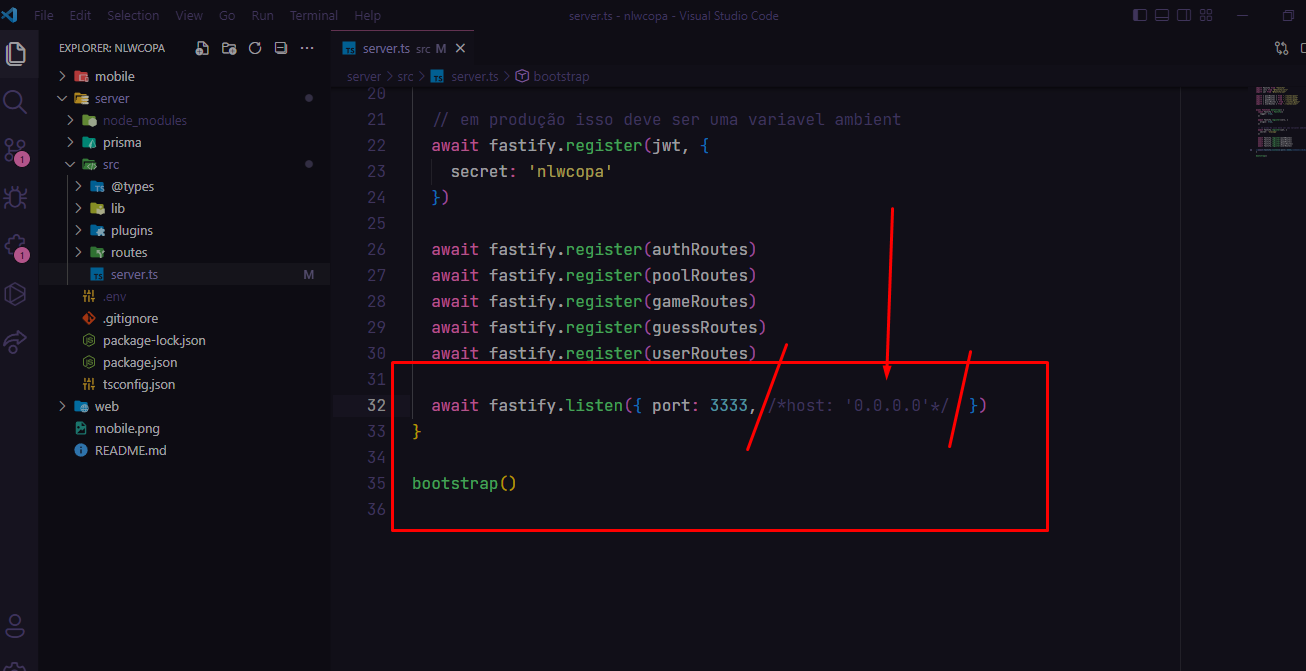 File Edit Selection View Go Run Terminal Help
server.ts - nlwcopa - Visual Studio Code
EXPLORER: NLWCOPA
server.ts src M
mobile
server > src > TS server.ts > bootstrap
server
node_modules
prisma
src
@types
lib
plugins
routes
TS server.ts M
.env
.gitignore
package-lock.json
package.json
tsconfig.json
web
mobile.png
README.md
1
1
20
21 // em produção isso deve ser uma variavel ambient
22 await fastify.register(jwt, {
23 secret: 'nlwcopa'
24 })
25
26 await fastify.register(authRoutes)
27 await fastify.register(poolRoutes)
28 await fastify.register(gameRoutes)
29 await fastify.register(guessRoutes)
30 await fastify.register(userRoutes)
31
32 await fastify.listen({ port: 3333, /*host: '0.0.0.0'*/ })
33 }
34
35 bootstrap()
36